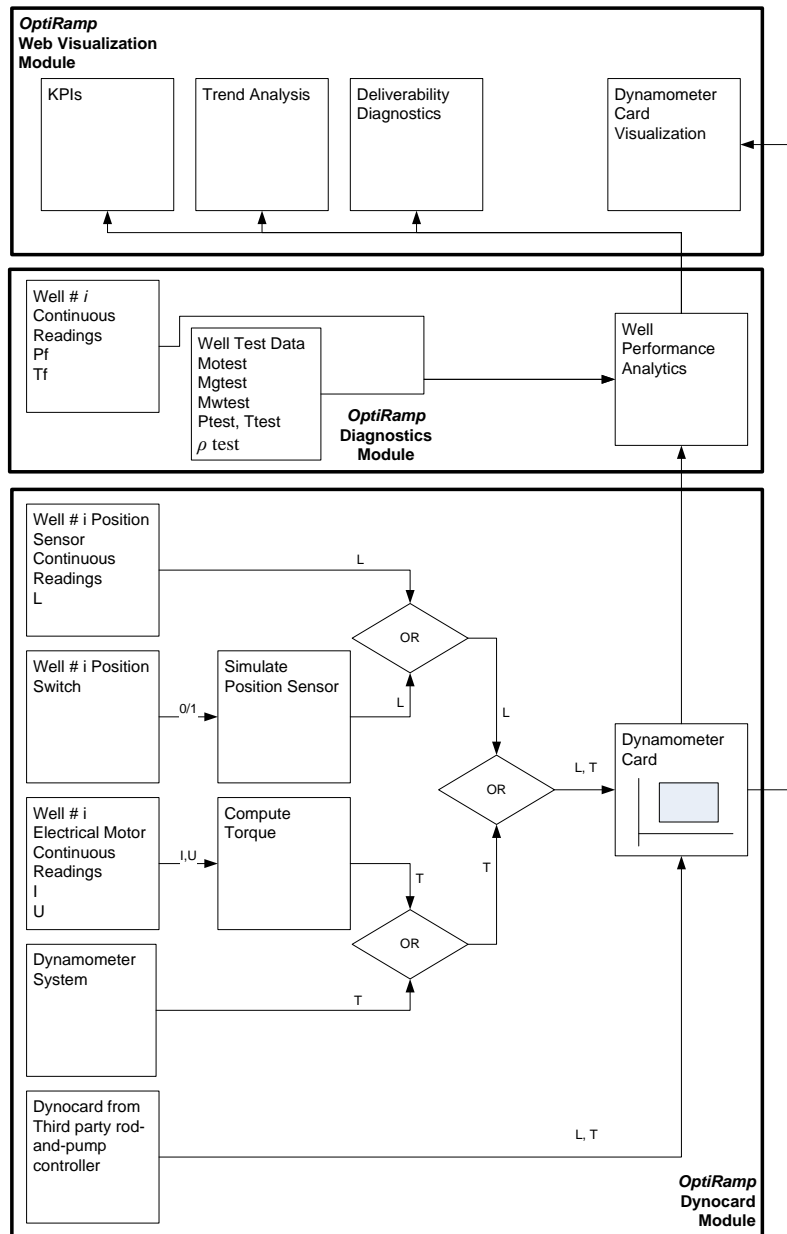 OptiRamp
Web Visualization
Module
KPIs
Trend Analysis
Deliverability
Diagnostics
Dynamometer
Card
Visualization
Well # i
Continuous
Readings
Pf
Tf
Well Test Data
Motest
Mgtest
Mwtest
Ptest, Ttest
ρ test
OptiRamp
Diagnostics
Module
Well
Performance
Analytics
Well # i Position
Sensor
Continuous
Readings
L
L
OR
Well # i Position
Switch
0/1
Simulate
Position Sensor
L
L
OR
L, T
Dynamometer
Card
Well # i
Electrical Motor
Continuous
Readings
I
U
I,U
Compute
Torque
T
T
OR
Dynamometer
System
T
Dynocard from
Third party rod-
and-pump
controller
L, T
OptiRamp
Dynocard
Module